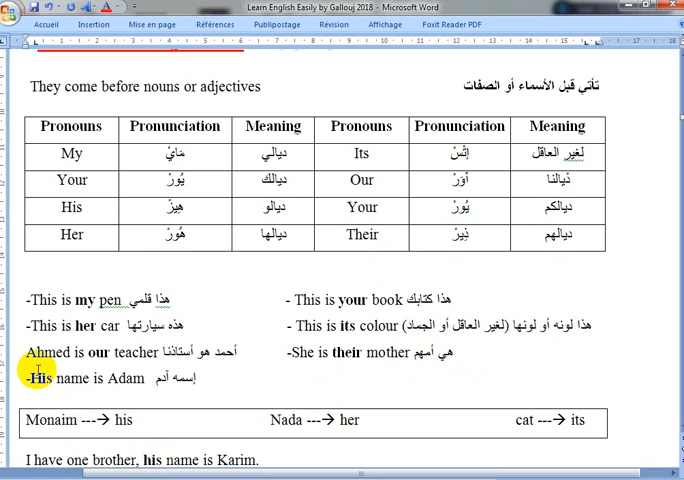 Learn English Easily by Gallouj 2018 - Microsoft Word
Accueil Insertion Mise en page Références Publipostage Révision Affichage Foxit Reader PDF
They come before nouns or adjectives تأتي قبل الأسماء أو الصفات
Pronouns Pronunciation Meaning Pronouns Pronunciation Meaning
My مَايْ ديالي Its إتْسْ لغير العاقل
Your يُورْ ديالك Our أوَرْ دْيالنا
His هِيزْ ديالو Your يُورْ ديالكم
Her هُورْ ديالها Their ذِيرْ ديالهم
-This is my pen هذا قلمي - This is your book هذا كتابك
-This is her car هذه سيارتها - This is its colour هذا لونه أو لونها (لغير العاقل أو الجماد)
Ahmed is our teacher أحمد هو أستاذنا -She is their mother هي أمهم
-His name is Adam إسمه آدم
Monaim ---→ his Nada ---→ her cat ---→ its
I have one brother, his name is Karim.